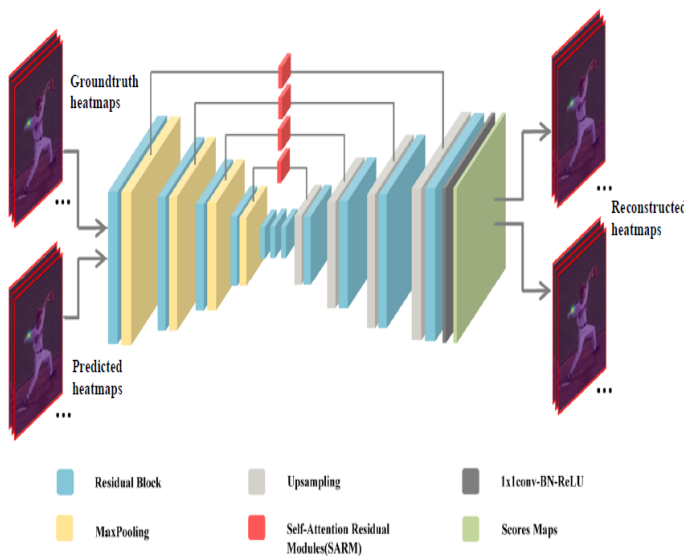 Groundtruth
heatmaps
...
Predicted
heatmaps
...
...
Reconstructed
heatmaps
...
Residual Block
Upsampling
1x1conv-BN-ReLU
MaxPooling
Self-Attention Residual
Modules(SARM)
Scores Maps